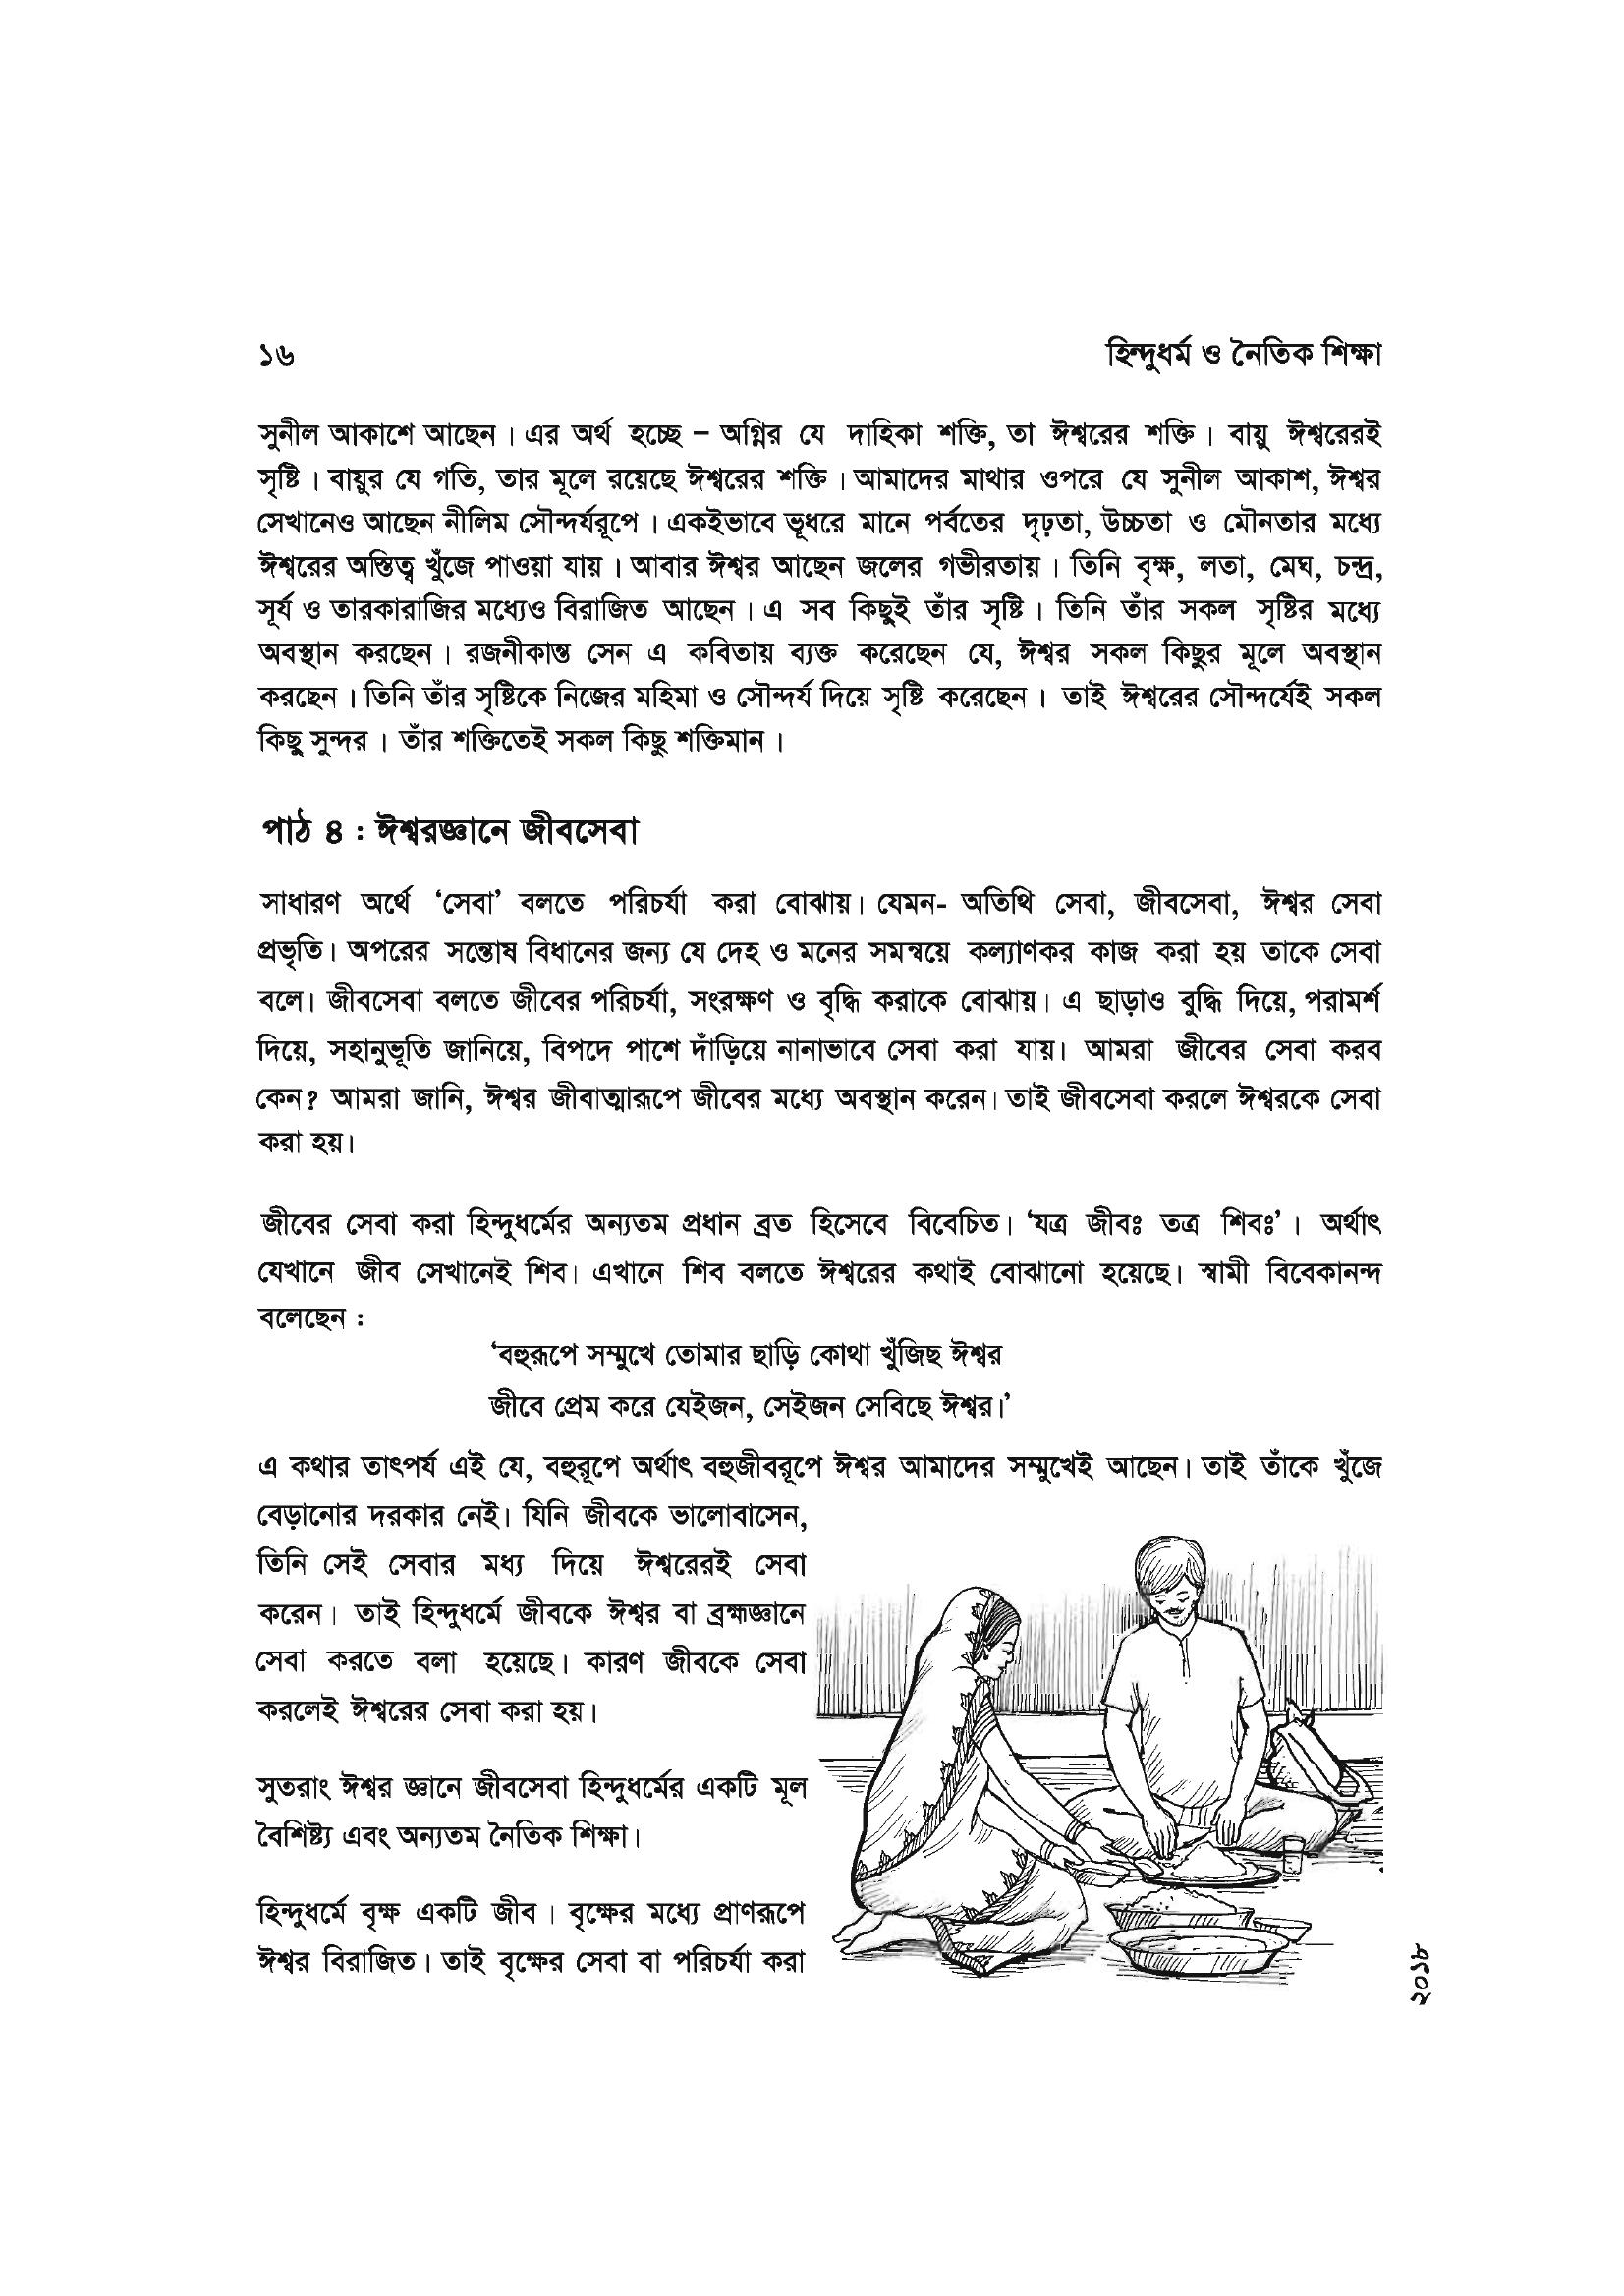 ১৬
হিন্দুধর্ম ও নৈতিক শিক্ষা
সুনীল আকাশে আছেন। এর অর্থ হচ্ছে – অগ্নির যে দাহিকা শক্তি, তা ঈশ্বরের শক্তি। বায়ু ঈশ্বরেরই
সৃষ্টি। বায়ুর যে গতি, তার মূলে রয়েছে ঈশ্বরের শক্তি। আমাদের মাথার ওপরে যে সুনীল আকাশ, ঈশ্বর
সেখানেও আছেন নীলিম সৌন্দর্যরূপে। একইভাবে ভূধরে মানে পর্বতের দৃঢ়তা, উচ্চতা ও মৌনতার মধ্যে
ঈশ্বরের অস্তিত্ব খুঁজে পাওয়া যায়। আবার ঈশ্বর আছেন জলের গভীরতায়। তিনি বৃক্ষ, লতা, মেঘ, চন্দ্র,
সূর্য ও তারকারাজির মধ্যেও বিরাজিত আছেন। এ সব কিছুই তাঁর সৃষ্টি। তিনি তাঁর সকল সৃষ্টির মধ্যে
অবস্থান করছেন। রজনীকান্ত সেন এ কবিতায় ব্যক্ত করেছেন যে, ঈশ্বর সকল কিছুর মূলে অবস্থান
করছেন। তিনি তাঁর সৃষ্টিকে নিজের মহিমা ও সৌন্দর্য দিয়ে সৃষ্টি করেছেন। তাই ঈশ্বরের সৌন্দর্যেই সকল
কিছু সুন্দর। তাঁর শক্তিতেই সকল কিছু শক্তিমান।
পাঠ ৪ : ঈশ্বরজ্ঞানে জীবসেবা
সাধারণ অর্থে ‘সেবা’ বলতে পরিচর্যা করা বোঝায়। যেমন- অতিথি সেবা, জীবসেবা, ঈশ্বর সেবা
প্রভৃতি। অপরের সন্তোষ বিধানের জন্য যে দেহ ও মনের সমন্বয়ে কল্যাণকর কাজ করা হয় তাকে সেবা
বলে। জীবসেবা বলতে জীবের পরিচর্যা, সংরক্ষণ ও বৃদ্ধি করাকে বোঝায়। এ ছাড়াও বুদ্ধি দিয়ে, পরামর্শ
দিয়ে, সহানুভূতি জানিয়ে, বিপদে পাশে দাঁড়িয়ে নানাভাবে সেবা করা যায়। আমরা জীবের সেবা করব
কেন? আমরা জানি, ঈশ্বর জীবাত্মারূপে জীবের মধ্যে অবস্থান করেন। তাই জীবসেবা করলে ঈশ্বরকে সেবা
করা হয়।
জীবের সেবা করা হিন্দুধর্মের অন্যতম প্রধান ব্রত হিসেবে বিবেচিত। ‘যত্র জীবঃ তত্র শিবঃ’। অর্থাৎ
যেখানে জীব সেখানেই শিব। এখানে শিব বলতে ঈশ্বরের কথাই বোঝানো হয়েছে। স্বামী বিবেকানন্দ
বলেছেন :
‘বহুরূপে সম্মুখে তোমার ছাড়ি কোথা খুঁজিছ ঈশ্বর
জীবে প্রেম করে যেইজন, সেইজন সেবিছে ঈশ্বর।’
এ কথার তাৎপর্য এই যে, বহুরূপে অর্থাৎ বহুজীবরূপে ঈশ্বর আমাদের সম্মুখেই আছেন। তাই তাঁকে খুঁজে
বেড়ানোর দরকার নেই। যিনি জীবকে ভালোবাসেন,
তিনি সেই সেবার মধ্য দিয়ে ঈশ্বরেরই সেবা
করেন। তাই হিন্দুধর্মে জীবকে ঈশ্বর বা ব্রহ্মজ্ঞানে
সেবা করতে বলা হয়েছে। কারণ জীবকে সেবা
করলেই ঈশ্বরের সেবা করা হয়।
সুতরাং ঈশ্বর জ্ঞানে জীবসেবা হিন্দুধর্মের একটি মূল
বৈশিষ্ট্য এবং অন্যতম নৈতিক শিক্ষা।
হিন্দুধর্মে বৃক্ষ একটি জীব। বৃক্ষের মধ্যে প্রাণরূপে
ঈশ্বর বিরাজিত। তাই বৃক্ষের সেবা বা পরিচর্যা করা
২০১৮